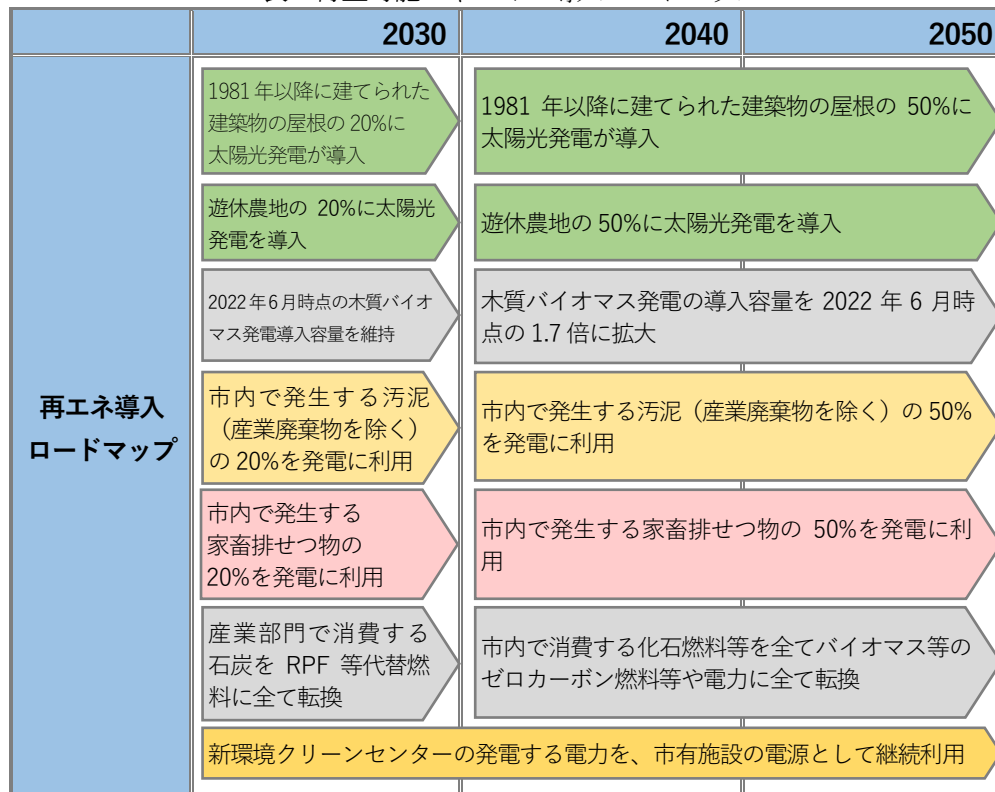 2030 2040 2050
1981 年以降に建てられた
建築物の屋根の 20%に
太陽光発電が導入
1981 年以降に建てられた建築物の屋根の 50%に
太陽光発電が導入
遊休農地の 20%に太陽光
発電を導入
遊休農地の 50%に太陽光発電を導入
2022 年 6 月時点の木質バイオ
マス発電導入容量を維持
木質バイオマス発電の導入容量を 2022 年 6 月時
点の 1.7 倍に拡大
再エネ導入
ロードマップ
市内で発生する汚泥
（産業廃棄物を除く）
の 20%を発電に利用
市内で発生する汚泥（産業廃棄物を除く）の 50%
を発電に利用
市内で発生する
家畜排せつ物の
20%を発電に利用
市内で発生する家畜排せつ物の 50%を発電に利
用
産業部門で消費する
石炭を RPF 等代替燃
料に全て転換
市内で消費する化石燃料等を全てバイオマス等の
ゼロカーボン燃料等や電力に全て転換
新環境クリーンセンターの発電する電力を、市有施設の電源として継続利用